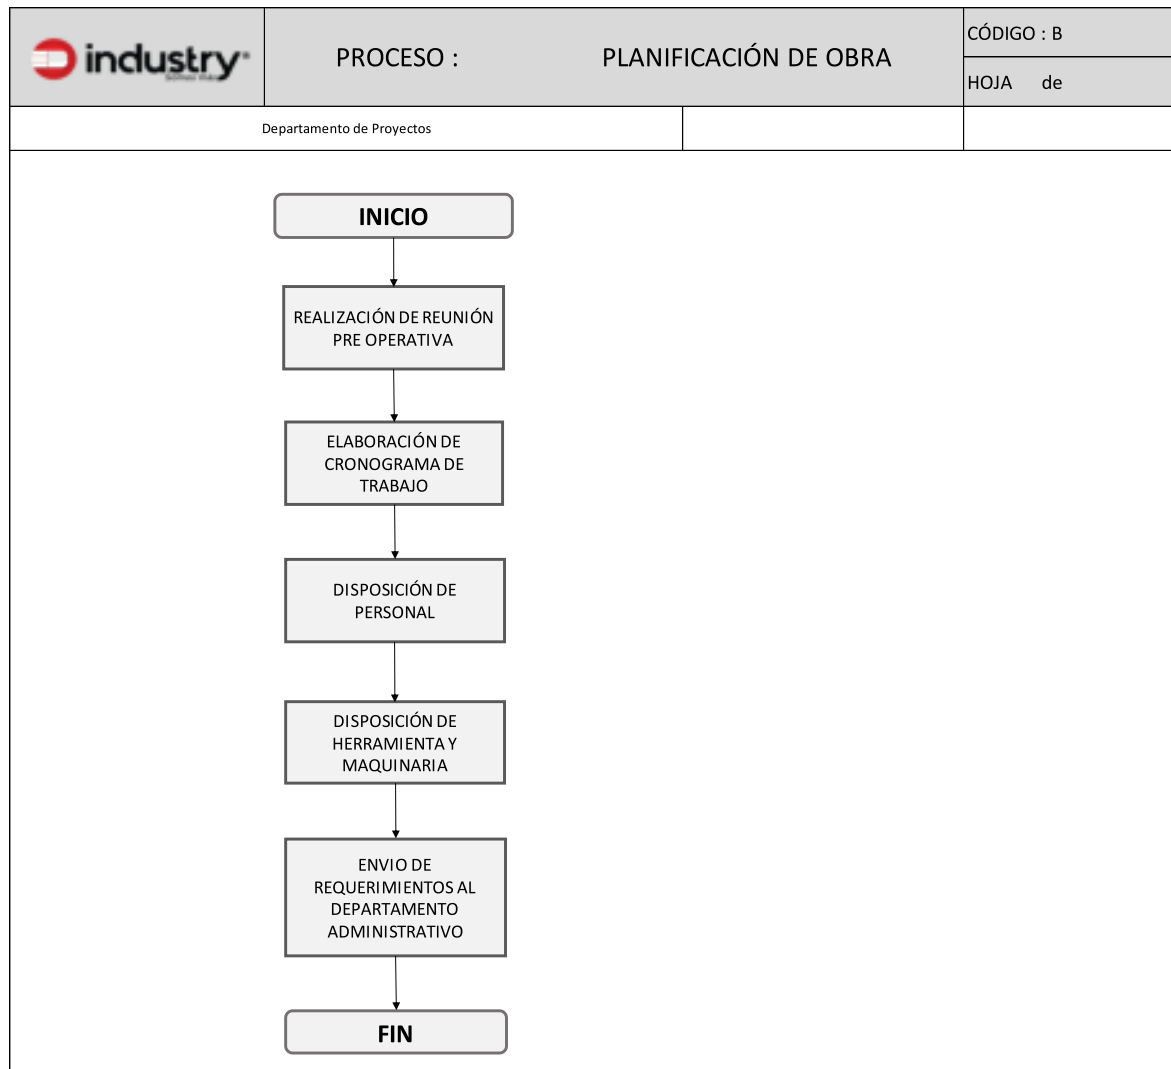 industry
PROCESO :
PLANIFICACIÓN DE OBRA
CÓDIGO : B
HOJA de
Departamento de Proyectos
INICIO
REALIZACIÓN DE REUNIÓN
PRE OPERATIVA
ELABORACIÓN DE
CRONOGRAMA DE
TRABAJO
DISPOSICIÓN DE
PERSONAL
DISPOSICIÓN DE
HERRAMIENTA Y
MAQUINARIA
ENVIO DE
REQUERIMIENTOS AL
DEPARTAMENTO
ADMINISTRATIVO
FIN